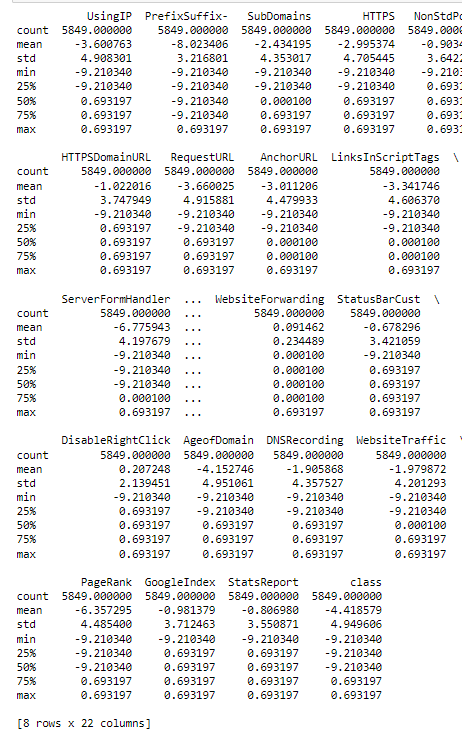 UsingIP PrefixSuffix- SubDomains HTTPS
count 5849.000000 5849.000000 5849.000000 5849.000000
mean -3.600763 -8.023406 -2.434195 -2.995374
std 4.908301 3.216801 4.353017 4.705445
min -9.210340 -9.210340 -9.210340 -9.210340
25% -9.210340 -9.210340 -9.210340 -9.210340
50% 0.693197 -9.210340 0.000100 0.693197
75% 0.693197 -9.210340 0.693197 0.693197
max 0.693197 0.693197 0.693197 0.693197
HTTPSDomainURL RequestURL AnchorURL LinksInScriptTags \
count 5849.000000 5849.000000 5849.000000 5849.000000
mean -1.022016 -3.660025 -3.011206 -3.341746
std 3.747949 4.915881 4.479933 4.606370
min -9.210340 -9.210340 -9.210340 -9.210340
25% 0.693197 -9.210340 -9.210340 -9.210340
50% 0.693197 0.693197 0.000100 0.000100
75% 0.693197 0.693197 0.000100 0.000100
max 0.693197 0.693197 0.693197 0.693197
ServerFormHandler ... WebsiteForwarding StatusBarCust \
count 5849.000000 ... 5849.000000 5849.000000
mean -6.775943 ... 0.091462 -0.678296
std 4.197679 ... 0.234489 3.421059
min -9.210340 ... 0.000100 -9.210340
25% -9.210340 ... 0.000100 0.693197
50% -9.210340 ... 0.000100 0.693197
75% 0.000100 ... 0.000100 0.693197
max 0.693197 ... 0.693197 0.693197
DisableRightClick AgeofDomain DNSRecording WebsiteTraffic \
count 5849.000000 5849.000000 5849.000000 5849.000000
mean 0.207248 -4.152746 -1.905868 -1.979872
std 2.139451 4.951061 4.357527 4.201293
min -9.210340 -9.210340 -9.210340 -9.210340
25% 0.693197 -9.210340 -9.210340 -9.210340
50% 0.693197 0.693197 0.693197 0.000100
75% 0.693197 0.693197 0.693197 0.693197
max 0.693197 0.693197 0.693197 0.693197
PageRank GoogleIndex StatsReport class
count 5849.000000 5849.000000 5849.000000 5849.000000
mean -6.357295 -0.981379 -0.806980 -4.418579
std 4.485400 3.712463 3.550871 4.949606
min -9.210340 -9.210340 -9.210340 -9.210340
25% -9.210340 0.693197 0.693197 -9.210340
50% -9.210340 0.693197 0.693197 -9.210340
75% 0.693197 0.693197 0.693197 0.693197
max 0.693197 0.693197 0.693197 0.693197
[8 rows x 22 columns]